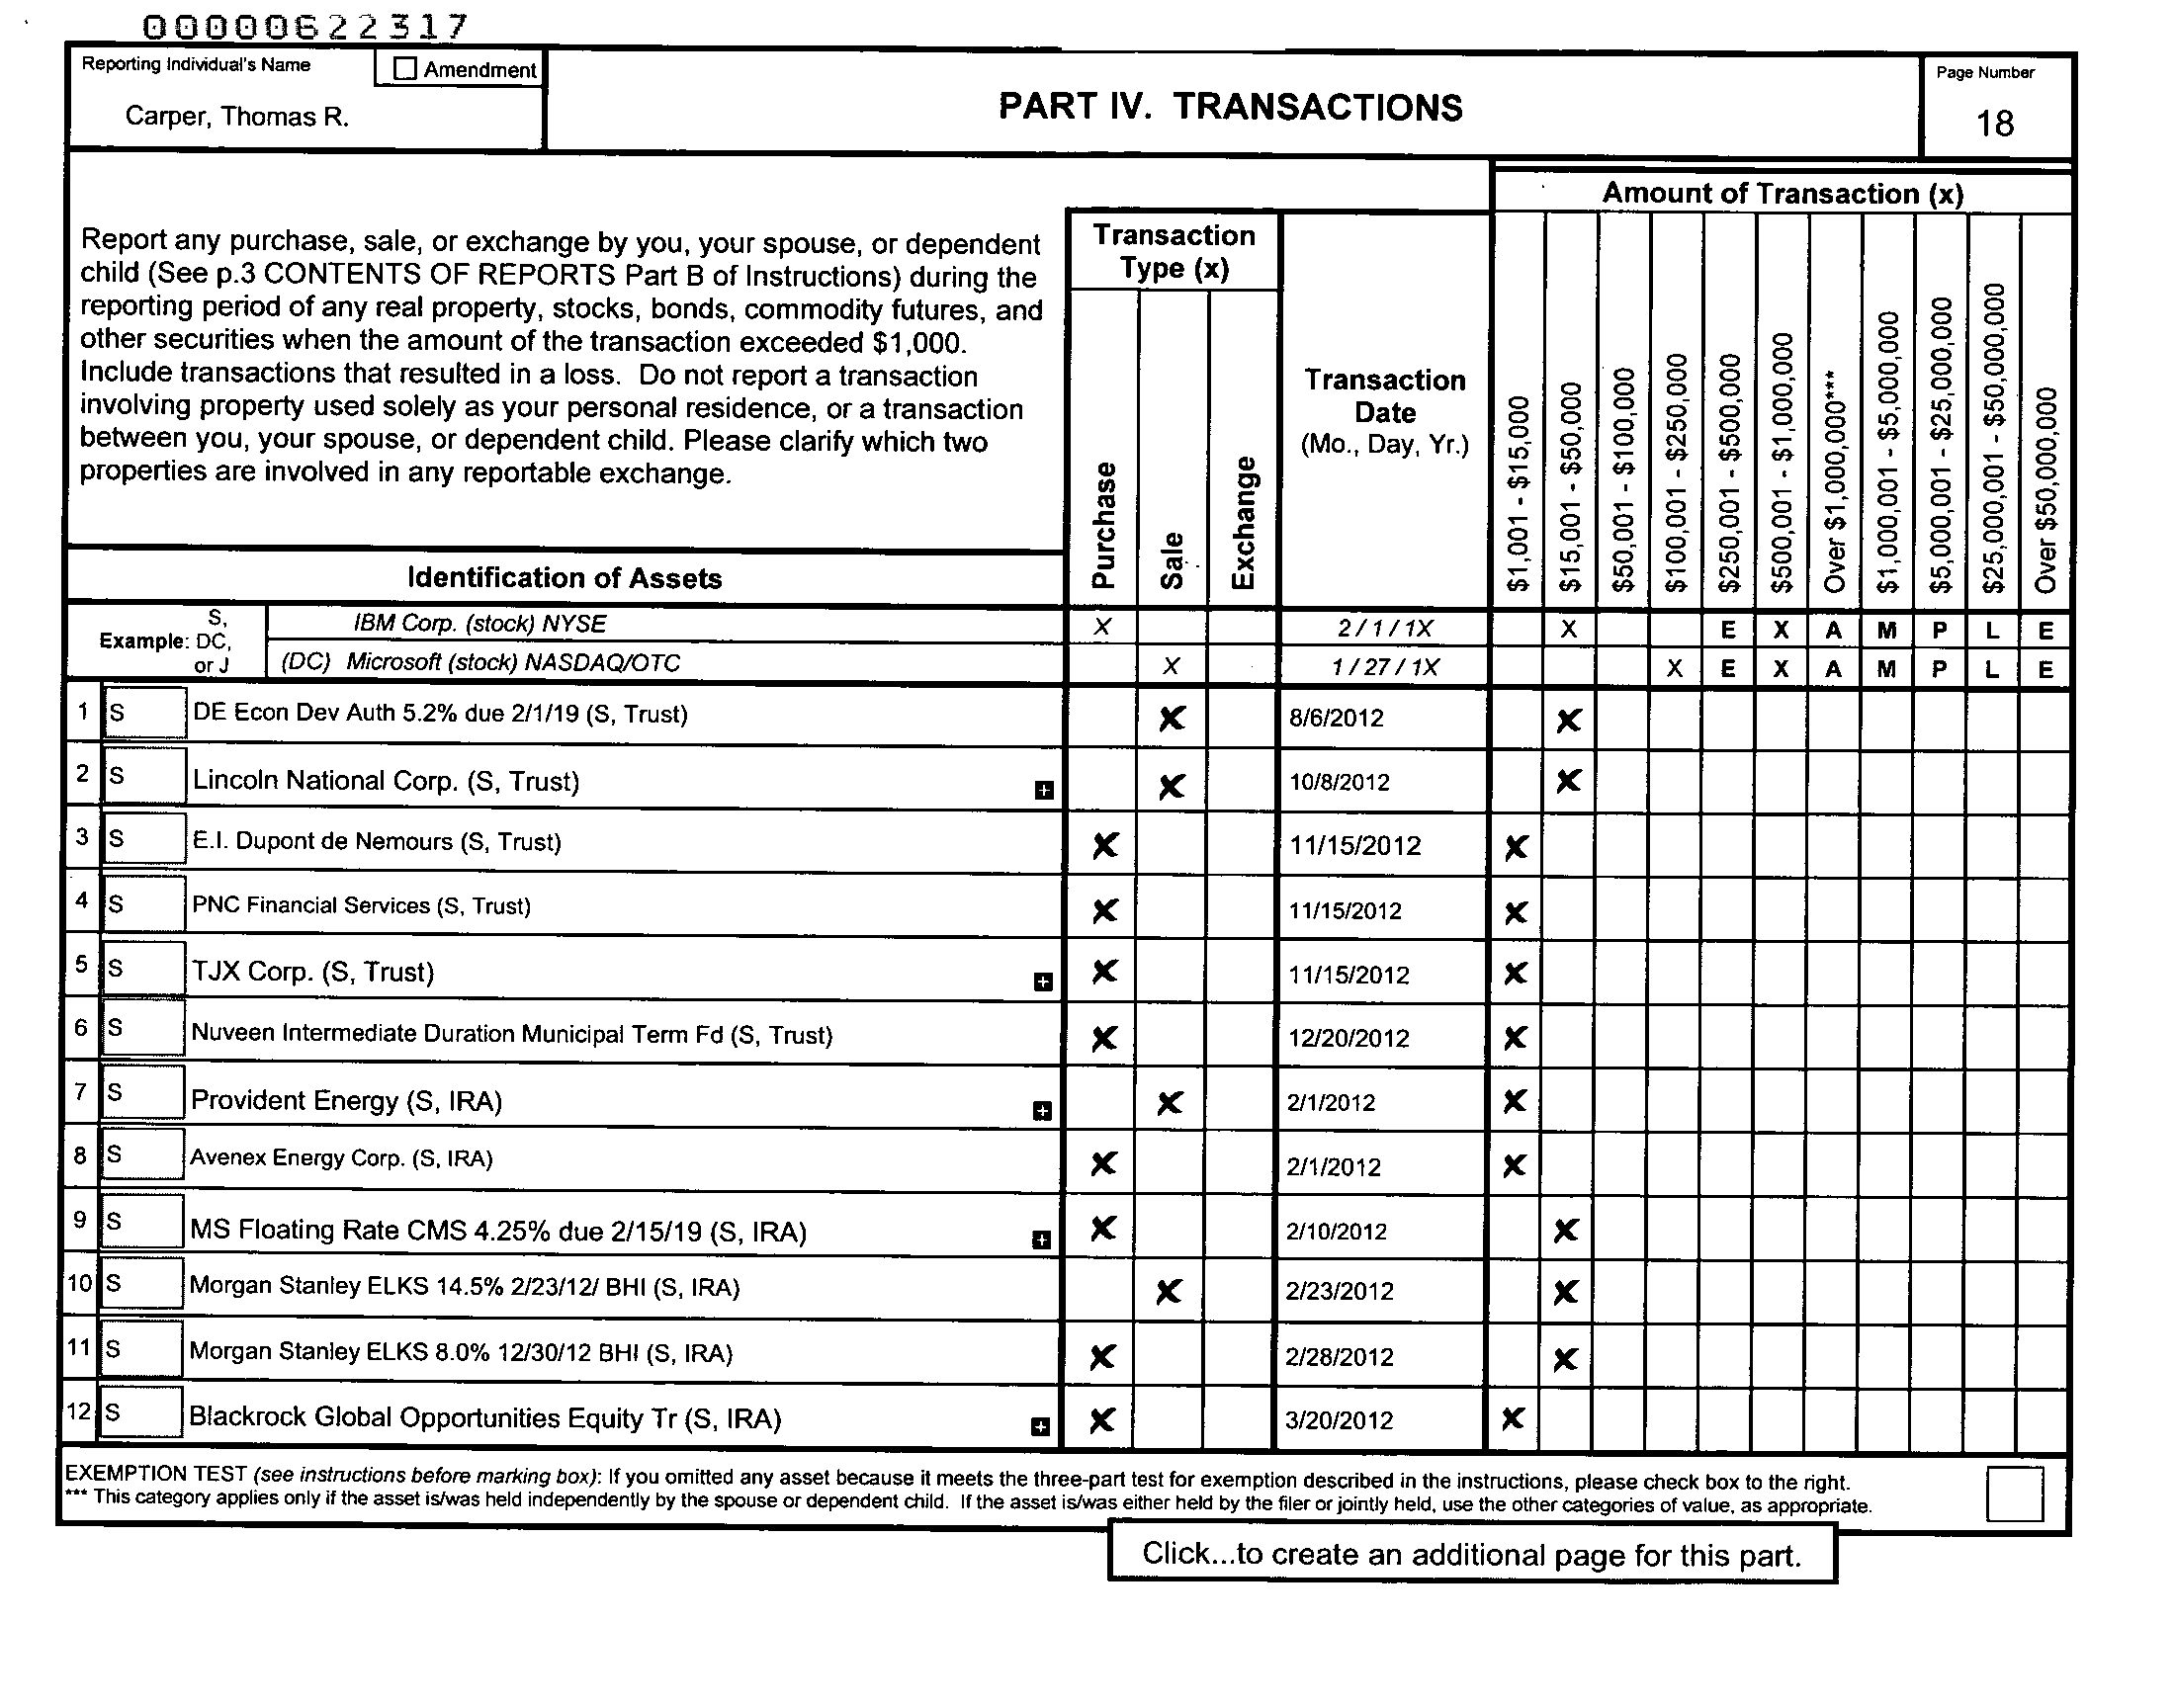 00000622317
Reporting Individual's Name
Amendment
Carper, Thomas R.
PART IV. TRANSACTIONS
Page Number
18
Report any purchase, sale, or exchange by you, your spouse, or dependent
child (See p.3 CONTENTS OF REPORTS Part B of Instructions) during the
reporting period of any real property, stocks, bonds, commodity futures, and
other securities when the amount of the transaction exceeded $1,000.
Include transactions that resulted in a loss. Do not report a transaction
involving property used solely as your personal residence, or a transaction
between you, your spouse, or dependent child. Please clarify which two
properties are involved in any reportable exchange.
Identification of Assets
Transaction
Type (x)
Purchase
Sale
Exchange
Transaction
Date
(Mo., Day, Yr.)
Amount of Transaction (x)
$1,001 - $15,000
$15,001 - $50,000
$50,001 - $100,000
$100,001 - $250,000
$250,001 - $500,000
$500,001 - $1,000,000
Over $1,000,000***
$1,000,001 - $5,000,000
$5,000,001 - $25,000,000
$25,000,001 - $50,000,000
Over $50,000,000
Example:
S,
DC,
or J
IBM Corp. (stock) NYSE X 2 / 1 / 1X X E X A M P L E
(DC) Microsoft (stock) NASDAQ/OTC X 1 / 27 / 1X X E X A M P L E
1 S DE Econ Dev Auth 5.2% due 2/1/19 (S, Trust) X 8/6/2012 X
2 S Lincoln National Corp. (S, Trust) + X 10/8/2012 X
3 S E.I. Dupont de Nemours (S, Trust) X 11/15/2012 X
4 S PNC Financial Services (S, Trust) X 11/15/2012 X
5 S TJX Corp. (S, Trust) + X 11/15/2012 X
6 S Nuveen Intermediate Duration Municipal Term Fd (S, Trust) X 12/20/2012 X
7 S Provident Energy (S, IRA) + X 2/1/2012 X
8 S Avenex Energy Corp. (S, IRA) X 2/1/2012 X
9 S MS Floating Rate CMS 4.25% due 2/15/19 (S, IRA) + X 2/10/2012 X
10 S Morgan Stanley ELKS 14.5% 2/23/12/ BHI (S, IRA) X 2/23/2012 X
11 S Morgan Stanley ELKS 8.0% 12/30/12 BHI (S, IRA) X 2/28/2012 X
12 S Blackrock Global Opportunities Equity Tr (S, IRA) + X 3/20/2012 X
EXEMPTION TEST (see instructions before marking box): If you omitted any asset because it meets the three-part test for exemption described in the instructions, please check box to the right.
*** This category applies only if the asset is/was held independently by the spouse or dependent child. If the asset is/was either held by the filer or jointly held, use the other categories of value, as appropriate.
Click...to create an additional page for this part.